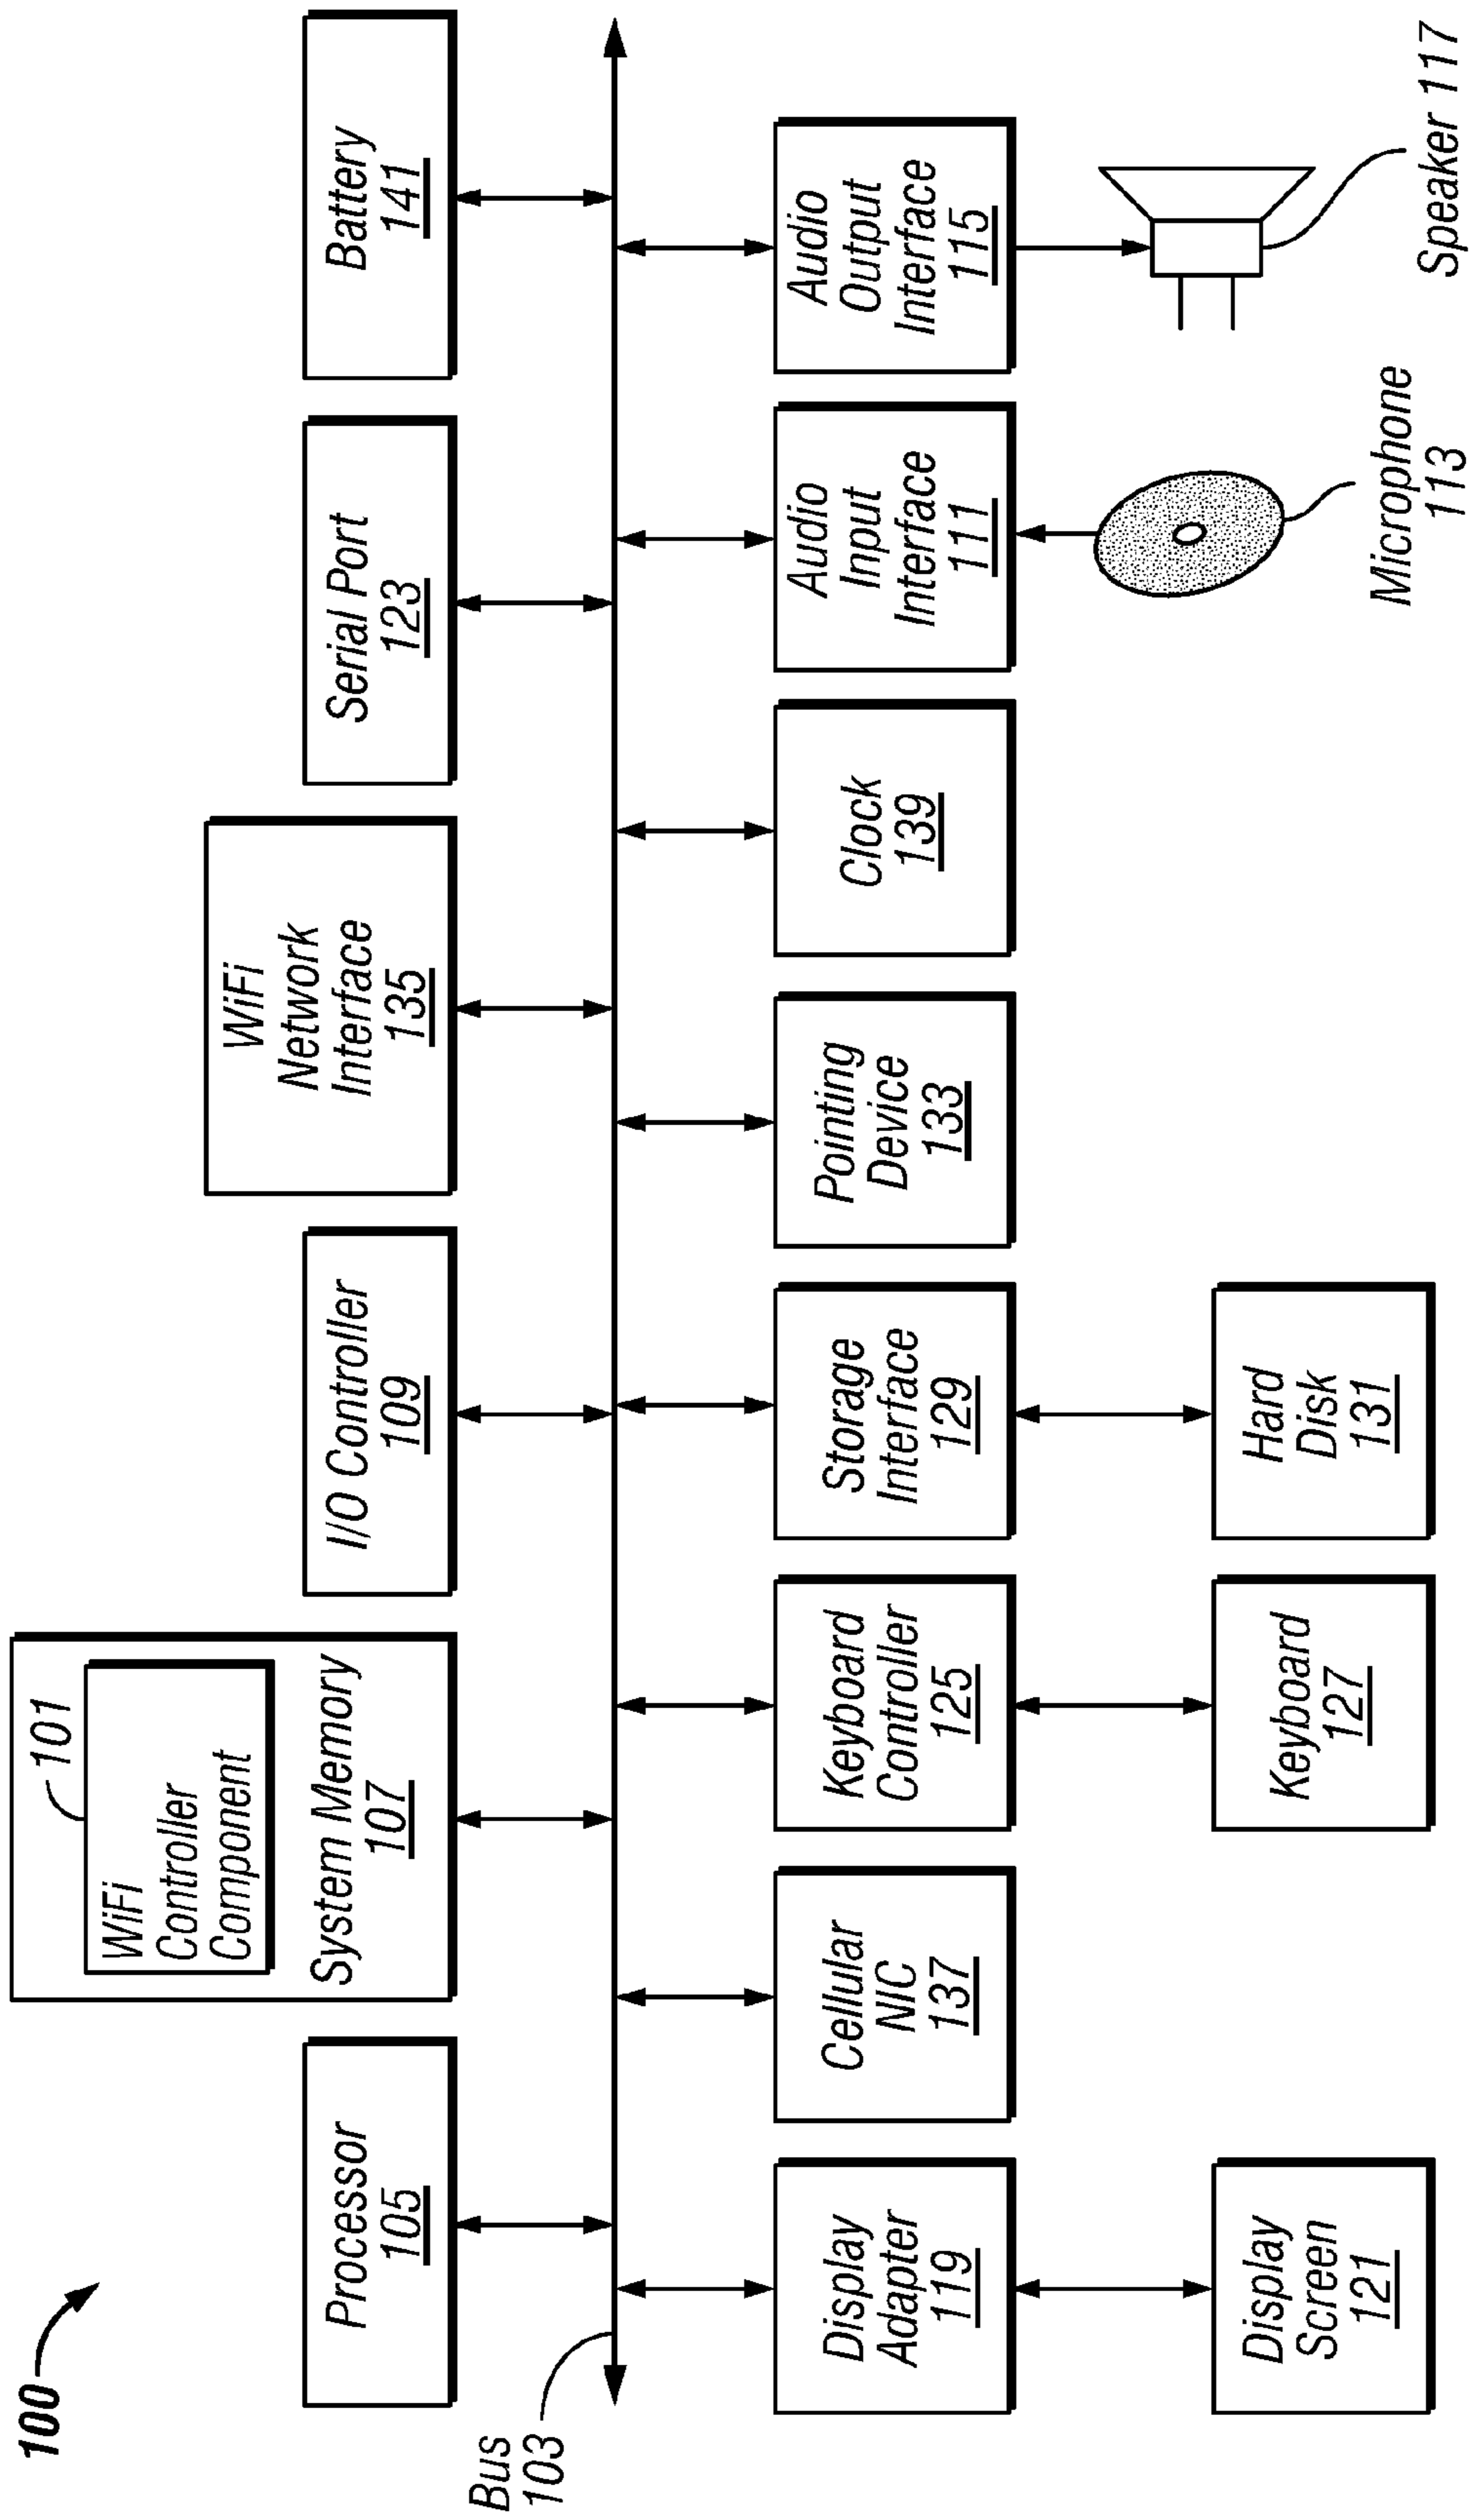 100
101
WiFi
Controller
Component
System Memory
107
Processor
105
I/O Controller
109
WiFi
Network
Interface
135
Serial Port
123
Battery
141
Bus
103
Display
Adapter
119
Cellular
NIC
137
Keyboard
Controller
125
Storage
Interface
129
Pointing
Device
133
Clock
139
Audio
Input
Interface
111
Audio
Output
Interface
115
Display
Screen
121
Keyboard
127
Hard
Disk
131
Microphone
113
Speaker 117